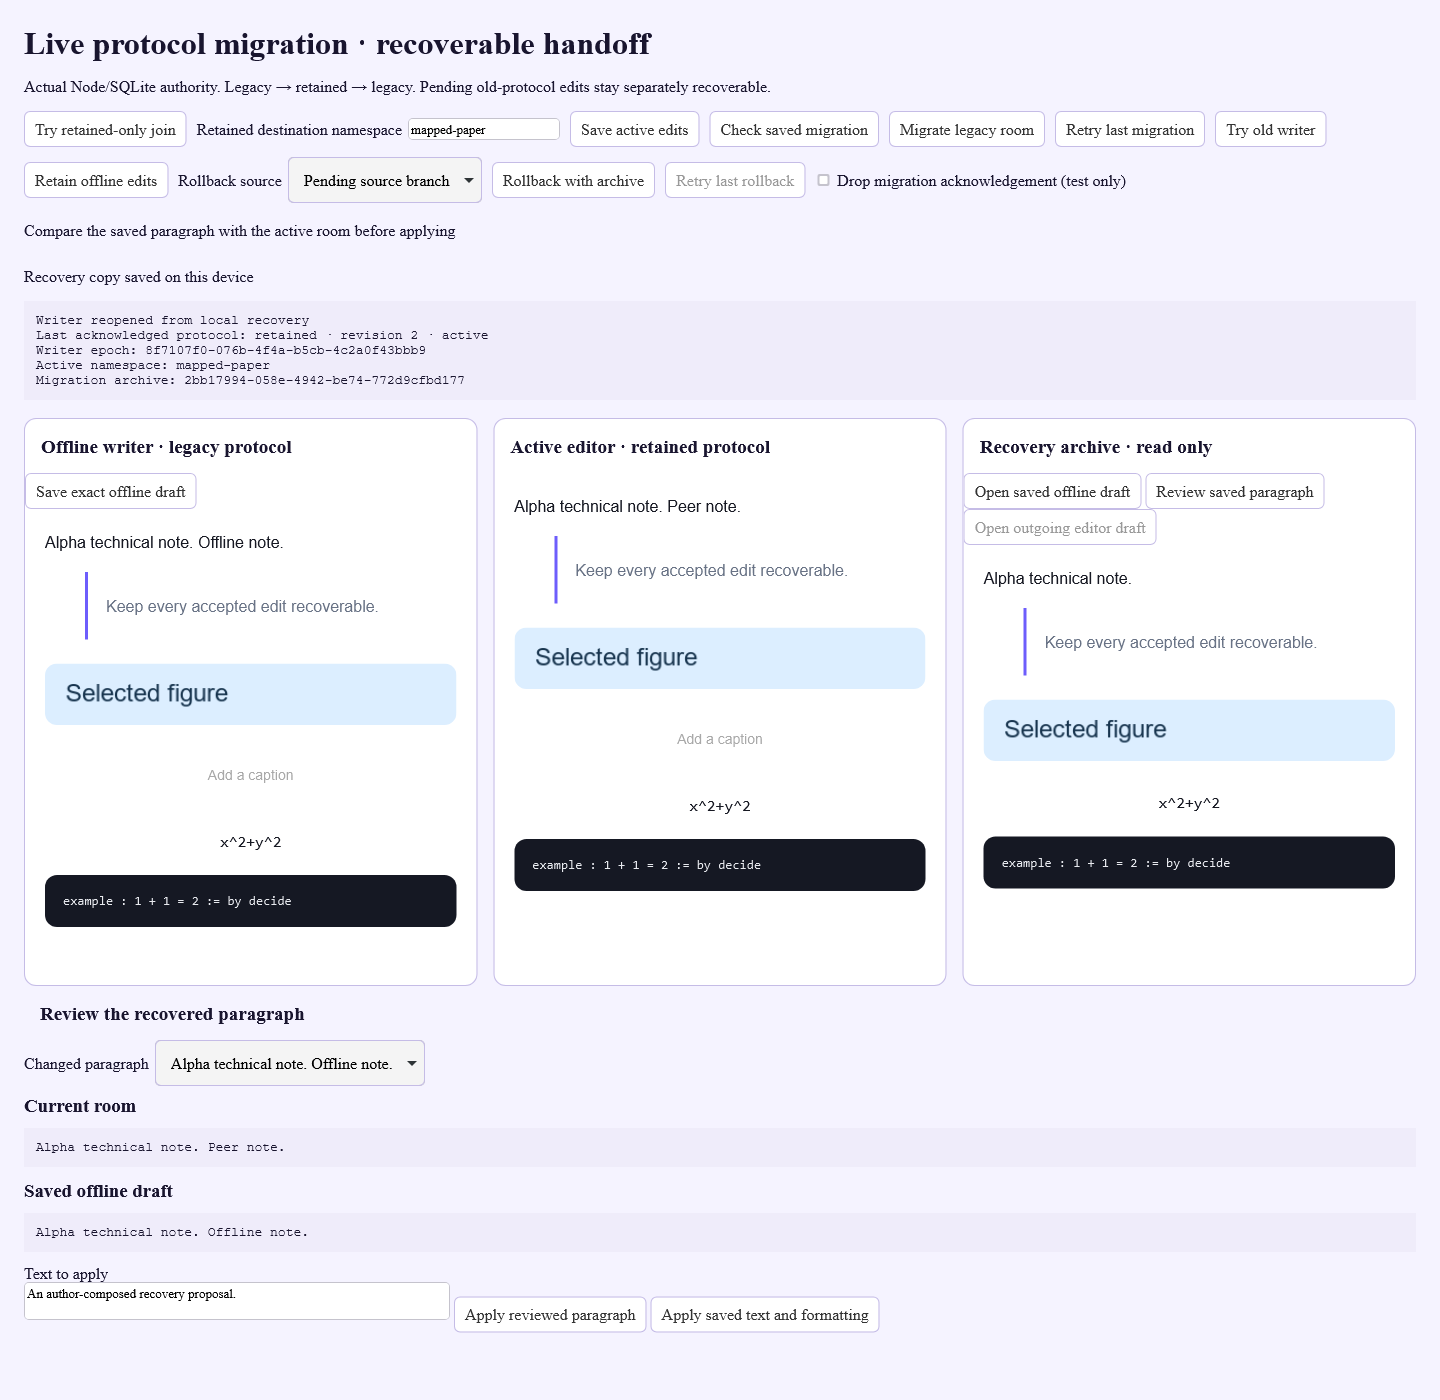 Live protocol migration · recoverable handoff
Actual Node/SQLite authority. Legacy → retained → legacy. Pending old-protocol edits stay separately recoverable.
Try retained-only join Retained destination namespace mapped-paper Save active edits Check saved migration Migrate legacy room Retry last migration Try old writer
Retain offline edits Rollback source Pending source branch Rollback with archive Retry last rollback Drop migration acknowledgement (test only)
Compare the saved paragraph with the active room before applying
Recovery copy saved on this device
Writer reopened from local recovery
Last acknowledged protocol: retained · revision 2 · active
Writer epoch: 8f7107f0-076b-4f4a-b5cb-4c2a0f43bbb9
Active namespace: mapped-paper
Migration archive: 2bb17994-058e-4942-be74-772d9cfbd177
Offline writer · legacy protocol
Save exact offline draft
Alpha technical note. Offline note.
Keep every accepted edit recoverable.
Selected figure
Add a caption
x^2+y^2
example : 1 + 1 = 2 := by decide
Active editor · retained protocol
Alpha technical note. Peer note.
Keep every accepted edit recoverable.
Selected figure
Add a caption
x^2+y^2
example : 1 + 1 = 2 := by decide
Recovery archive · read only
Open saved offline draft Review saved paragraph
Open outgoing editor draft
Alpha technical note.
Keep every accepted edit recoverable.
Selected figure
x^2+y^2
example : 1 + 1 = 2 := by decide
Review the recovered paragraph
Changed paragraph Alpha technical note. Offline note.
Current room
Alpha technical note. Peer note.
Saved offline draft
Alpha technical note. Offline note.
Text to apply
An author-composed recovery proposal.
Apply reviewed paragraph Apply saved text and formatting